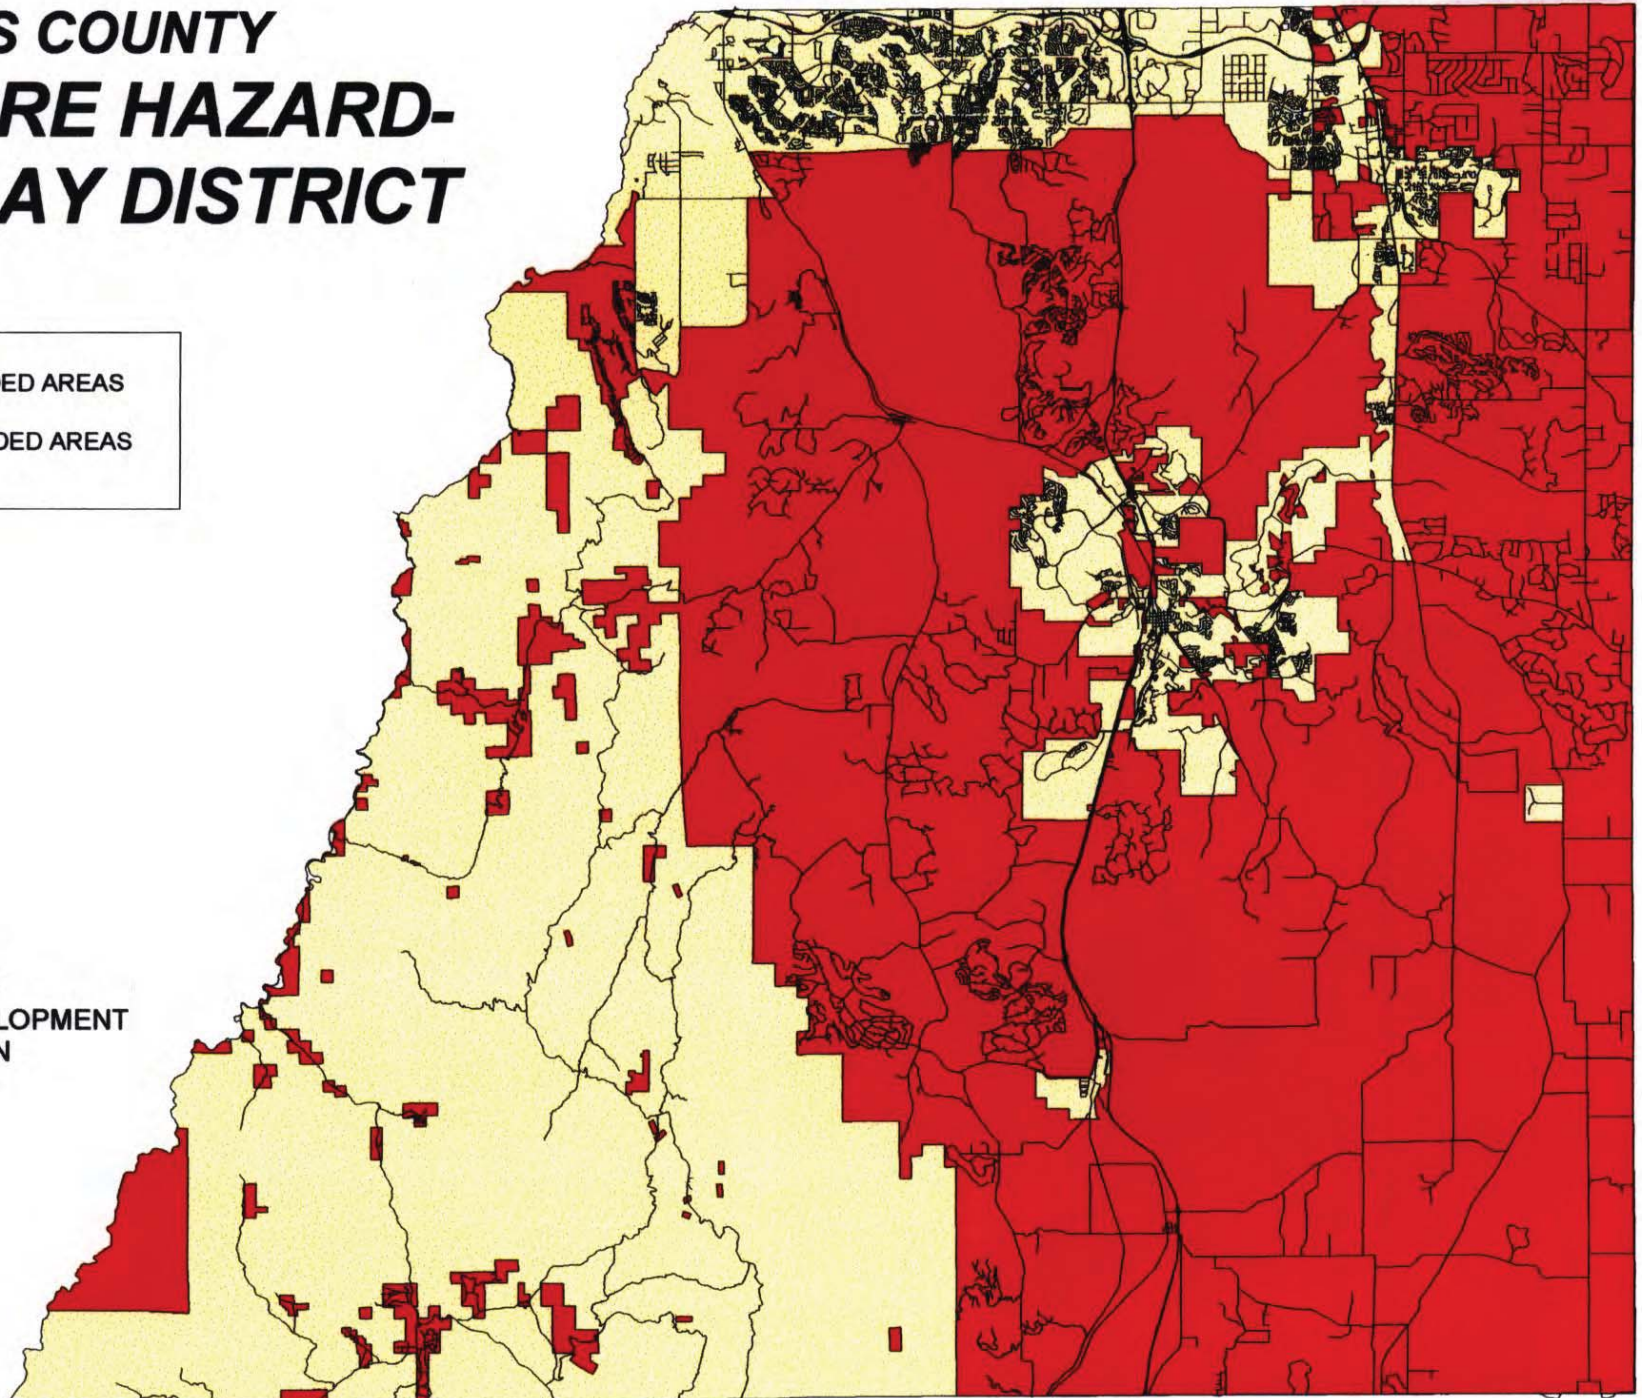 S COUNTY
RE HAZARD-
AY DISTRICT
DED AREAS
DED AREAS
LOPMENT
N